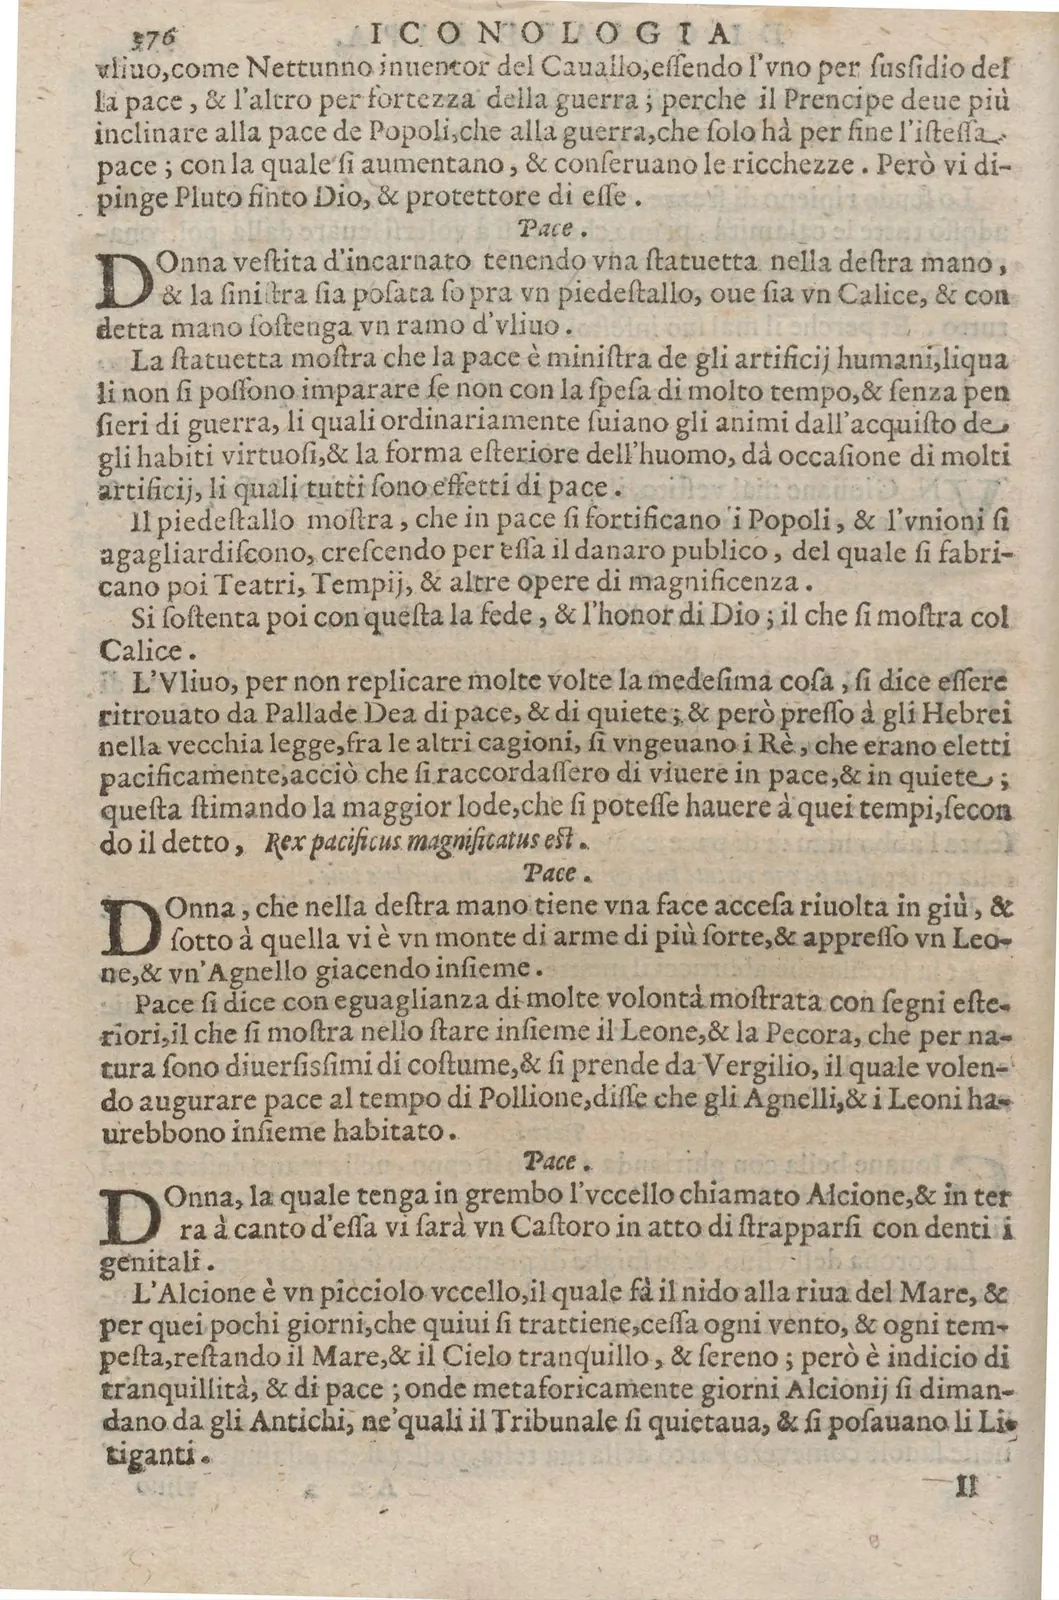 376 ICONOLOGIA
vliuo,come Nettunno inuentor del Cauallo,eſſendo l'vno per ſusſidio del
la pace, & l'altro per fortezza della guerra; perche il Prencipe deue più
inclinare alla pace de Popoli,che alla guerra,che ſolo hà per fine l'iſteſſa
pace; con la quale ſi aumentano, & conſeruano le ricchezze. Però vi di-
pinge Pluto finto Dio, & protettore di eſſe.
Pace.
DOnna veſtita d'incarnato tenendo vna ſtatuetta nella deſtra mano,
& la ſiniſtra ſia poſata ſopra vn piedeſtallo, oue ſia vn Calice, & con
detta mano ſoſtenga vn ramo d'vliuo.
La ſtatuetta moſtra che la pace è miniſtra de gli artificij humani,liqua
li non ſi poſſono imparare ſe non con la ſpeſa di molto tempo,& ſenza pen
ſieri di guerra, li quali ordinariamente ſuiano gli animi dall'acquiſto de
gli habiti virtuoſi,& la forma eſteriore dell'huomo, dà occaſione di molti
artificij, li quali tutti ſono effetti di pace.
Il piedeſtallo moſtra, che in pace ſi fortificano i Popoli, & l'vnioni ſi
agagliardiſcono, creſcendo per eſſa il danaro publico, del quale ſi fabri-
cano poi Teatri, Tempij, & altre opere di magnificenza.
Si ſoſtenta poi con queſta la fede, & l'honor di Dio; il che ſi moſtra col
Calice.
L'Vliuo, per non replicare molte volte la medeſima coſa, ſi dice eſſere
ritrouato da Pallade Dea di pace, & di quiete; & però preſſo à gli Hebrei
nella vecchia legge,fra le altri cagioni, ſi vngeuano i Rè, che erano eletti
pacificamente,acciò che ſi raccordaſſero di viuere in pace,& in quiete;
queſta ſtimando la maggior lode,che ſi poteſſe hauere à quei tempi,ſecon
do il detto, Rex pacificus magnificatus eſt.
Pace.
DOnna, che nella deſtra mano tiene vna face acceſa riuolta in giù, &
ſotto à quella vi è vn monte di arme di più ſorte,& appreſſo vn Leo-
ne,& vn'Agnello giacendo inſieme.
Pace ſi dice con eguaglianza di molte volontà moſtrata con ſegni eſte-
riori,il che ſi moſtra nello ſtare inſieme il Leone,& la Pecora, che per na-
tura ſono diuerſisſimi di coſtume,& ſi prende da Vergilio, il quale volen-
do augurare pace al tempo di Pollione,diſſe che gli Agnelli,& i Leoni ha-
urebbono inſieme habitato.
Pace.
DOnna, la quale tenga in grembo l'vccello chiamato Alcione,& in ter
ra à canto d'eſſa vi ſarà vn Caſtoro in atto di ſtrapparſi con denti i
genitali.
L'Alcione è vn picciolo vccello,il quale fà il nido alla riua del Mare, &
per quei pochi giorni,che quiui ſi trattiene,ceſſa ogni vento, & ogni tem-
peſta,reſtando il Mare,& il Cielo tranquillo, & ſereno; però è indicio di
tranquillità, & di pace; onde metaforicamente giorni Alcionij ſi diman-
dano da gli Antichi, ne'quali il Tribunale ſi quietaua, & ſi poſauano li Li-
tiganti.
Il